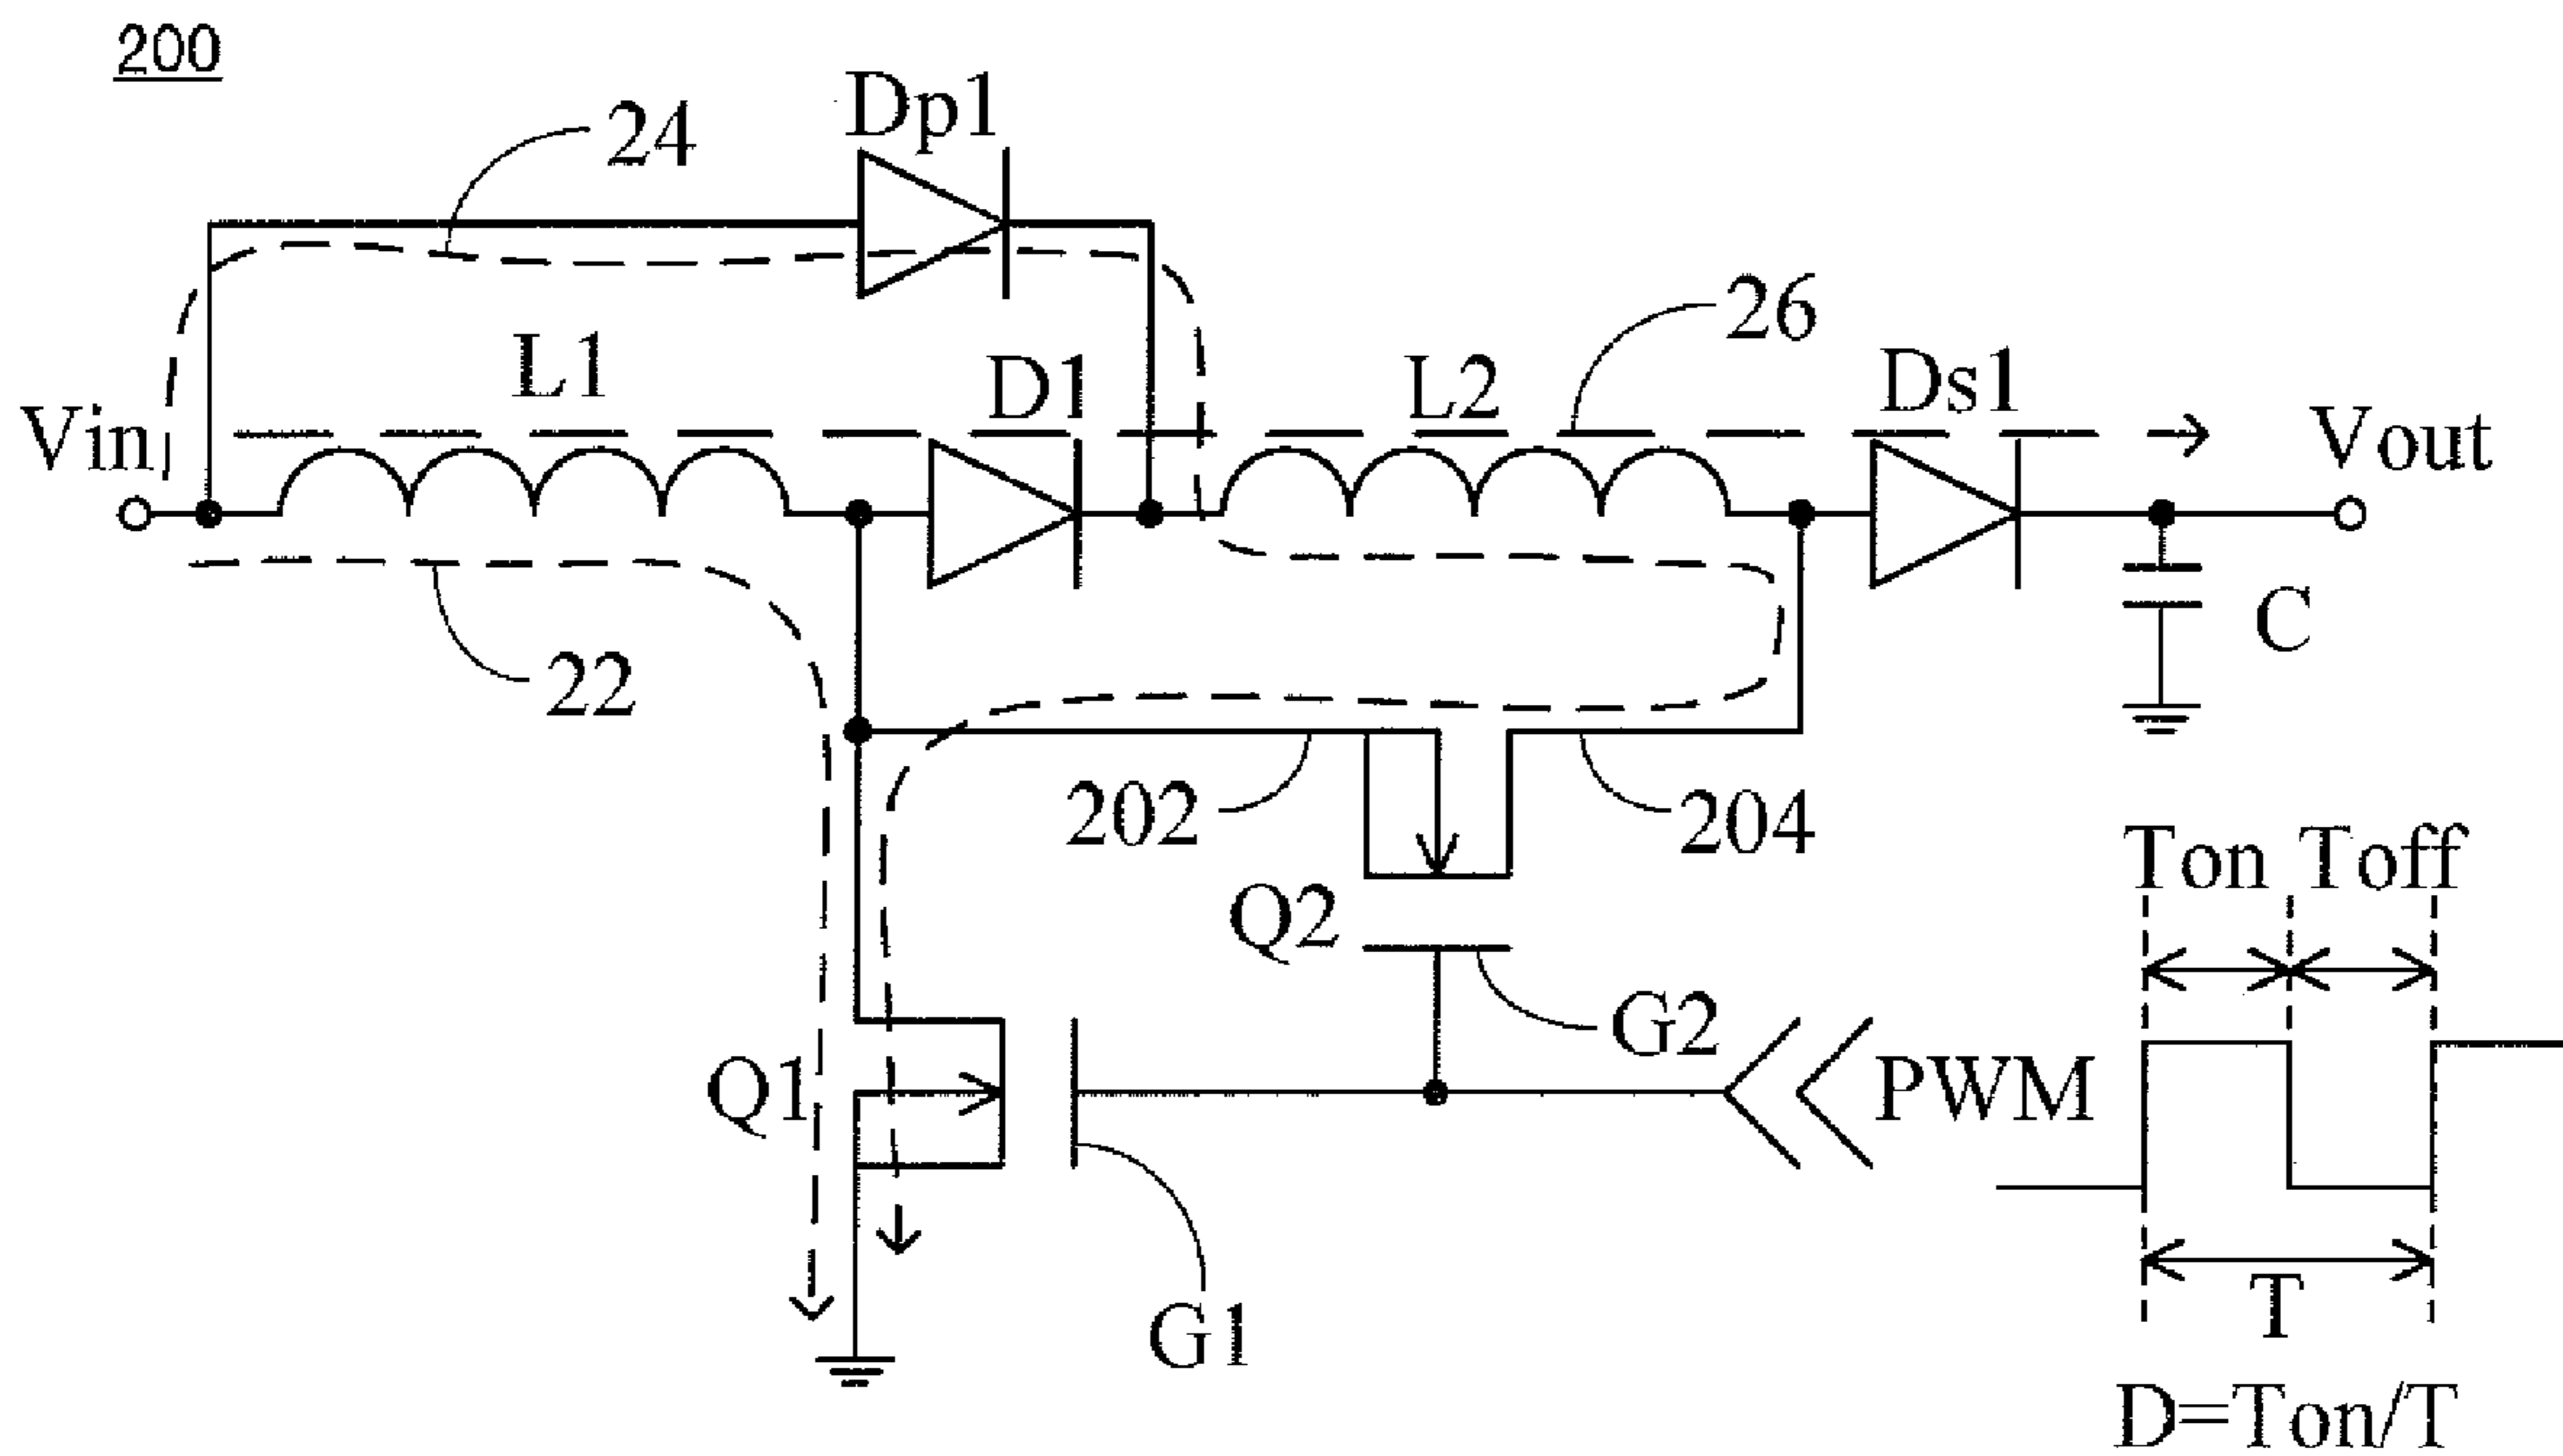 200
24
Dp1
26
L1
D1
L2
Ds1
Vin
Vout
22
C
202
204
Ton Toff
Q2
G2
Q1
PWM
G1
T
D=Ton/T